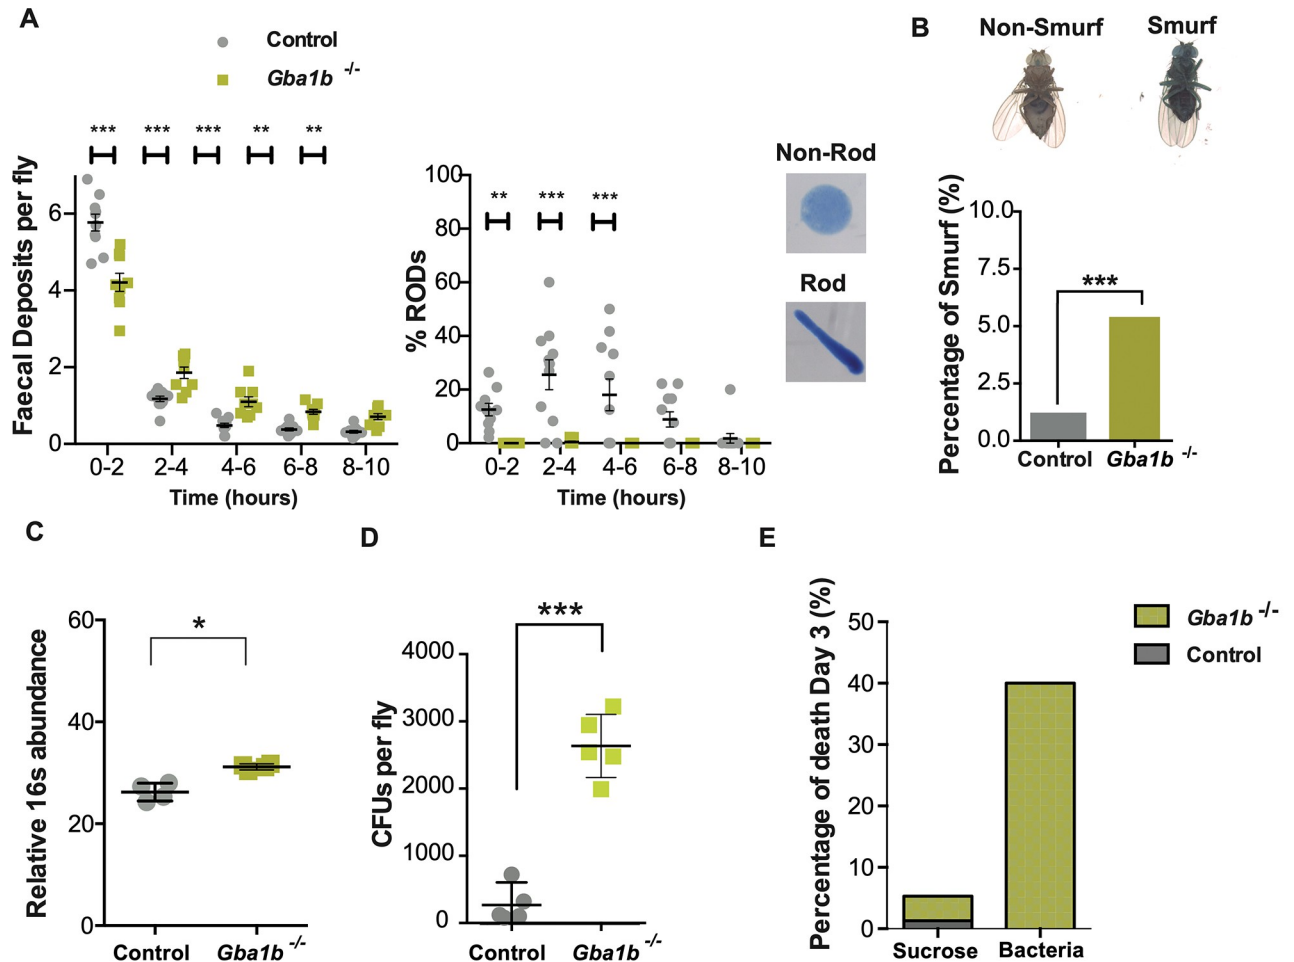 A
Control
Gba1b -/-
*** *** *** ** **
Faecal Deposits per fly
6
4
2
0
0-2 2-4 4-6 6-8 8-10
Time (hours)
** *** ***
% RODs
100
80
60
40
20
0
0-2 2-4 4-6 6-8 8-10
Time (hours)
Non-Rod
Rod
B
Non-Smurf Smurf
Percentage of Smurf (%)
10.0
7.5
5.0
2.5
0.0
***
Control Gba1b -/-
C
Relative 16s abundance
60
40
20
0
*
Control Gba1b -/-
D
CFUs per fly
4000
3000
2000
1000
0
***
Control Gba1b -/-
E
Percentage of death Day 3 (%)
50
40
30
20
10
0
Sucrose Bacteria
Gba1b -/-
Control